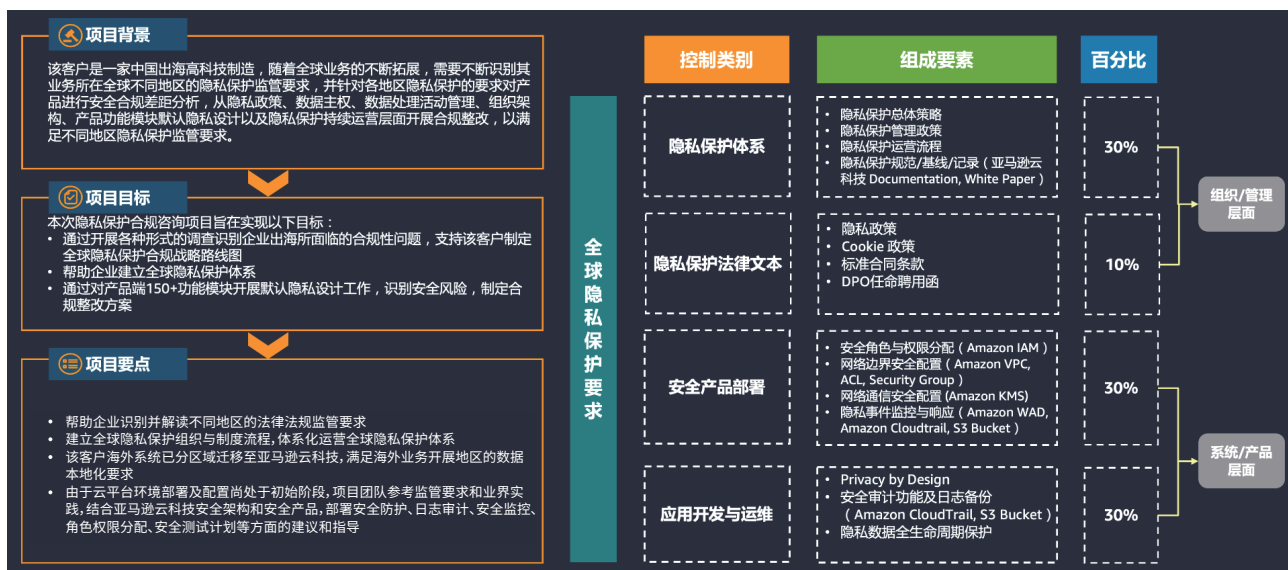 项目背景
该客户是一家中国出海高科技制造，随着全球业务的不断拓展，需要不断识别其
业务所在全球不同地区的隐私保护监管要求，并针对各地区隐私保护的要求对产
品进行安全合规差距分析，从隐私政策、数据主权、数据处理活动管理、组织架
构、产品功能模块默认隐私设计以及隐私保护持续运营层面开展合规整改，以满
足不同地区隐私保护监管要求。
项目目标
本次隐私保护合规咨询项目旨在实现以下目标：
• 通过开展各种形式的调查识别企业出海所面临的合规性问题，支持该客户制定
全球隐私保护合规战略路线图
• 帮助企业建立全球隐私保护体系
• 通过对产品端150+功能模块开展默认隐私设计工作，识别安全风险，制定合
规整改方案
项目要点
• 帮助企业识别并解读不同地区的法律法规监管要求
• 建立全球隐私保护组织与制度流程,体系化运营全球隐私保护体系
• 该客户海外系统已分区域迁移至亚马逊云科技,满足海外业务开展地区的数据
本地化要求
• 由于云平台环境部署及配置尚处于初始阶段,项目团队参考监管要求和业界实
践,结合亚马逊云科技安全架构和安全产品,部署安全防护、日志审计、安全监控、
角色权限分配、安全测试计划等方面的建议和指导
全球隐私保护要求
控制类别
组成要素
百分比
隐私保护体系
• 隐私保护总体策略
• 隐私保护管理政策
• 隐私保护运营流程
• 隐私保护规范/基线/记录（亚马逊云
科技 Documentation, White Paper）
30%
隐私保护法律文本
• 隐私政策
• Cookie 政策
• 标准合同条款
• DPO任命聘用函
10%
组织/管理
层面
安全产品部署
• 安全角色与权限分配（Amazon IAM）
• 网络边界安全配置（Amazon VPC,
ACL, Security Group）
• 网络通信安全配置 (Amazon KMS)
• 隐私事件监控与响应（Amazon WAD,
Amazon Cloudtrail, S3 Bucket）
30%
应用开发与运维
• Privacy by Design
• 安全审计功能及日志备份
（Amazon CloudTrail, S3 Bucket）
• 隐私数据全生命周期保护
30%
系统/产品
层面